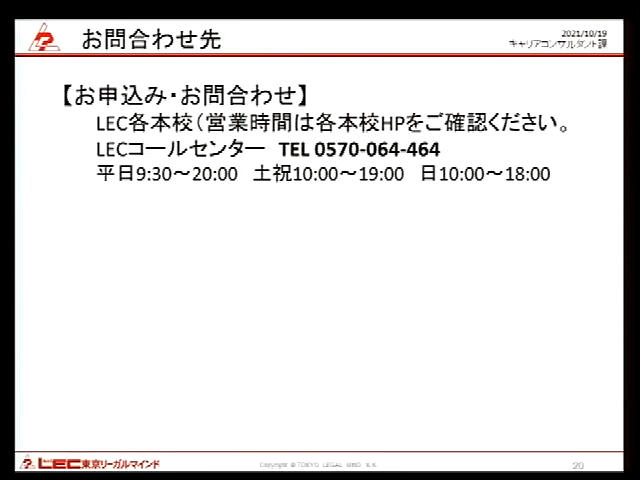 お問合わせ先
2021/10/19
キャリアコンサルタント課
【お申込み・お問合わせ】
LEC各本校（営業時間は各本校HPをご確認ください。
LECコールセンター　TEL 0570-064-464
平日9:30～20:00　土祝10:00～19:00　日10:00～18:00
LEC東京リーガルマインド
Copyright © TOKYO LEGAL MIND K.K.
20